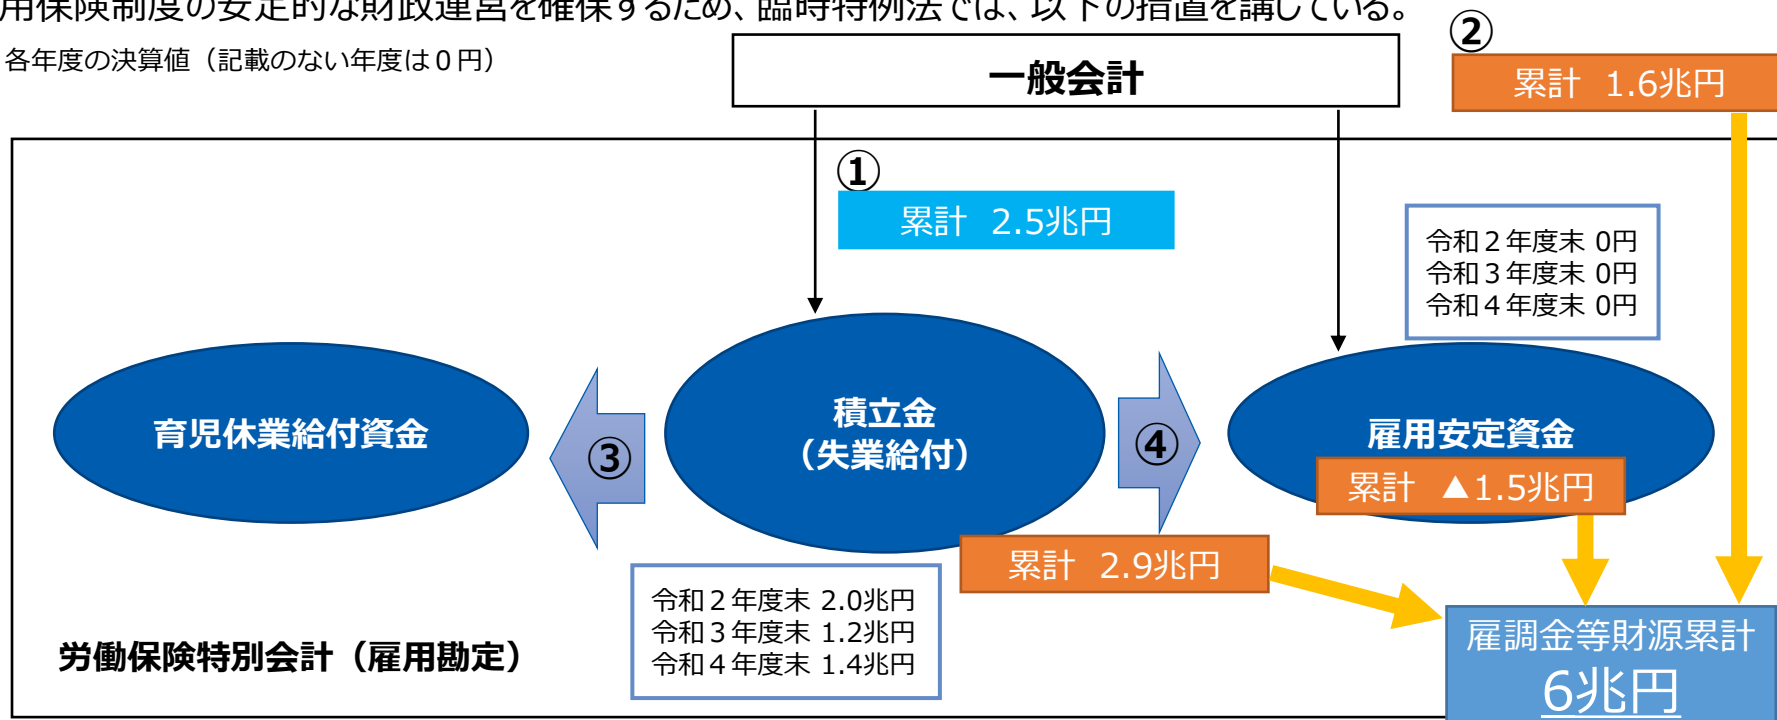 用保険制度の安定的な財政運営を確保するため、臨時特例法では、以下の措置を講じている。
各年度の決算値（記載のない年度は０円）
一般会計
②
累計　1.6兆円
①
累計　2.5兆円
令和２年度末 0円
令和３年度末 0円
令和４年度末 0円
育児休業給付資金
③
積立金
（失業給付）
④
雇用安定資金
累計　▲1.5兆円
累計　2.9兆円
令和２年度末 2.0兆円
令和３年度末 1.2兆円
令和４年度末 1.4兆円
労働保険特別会計（雇用勘定）
雇調金等財源累計
6兆円